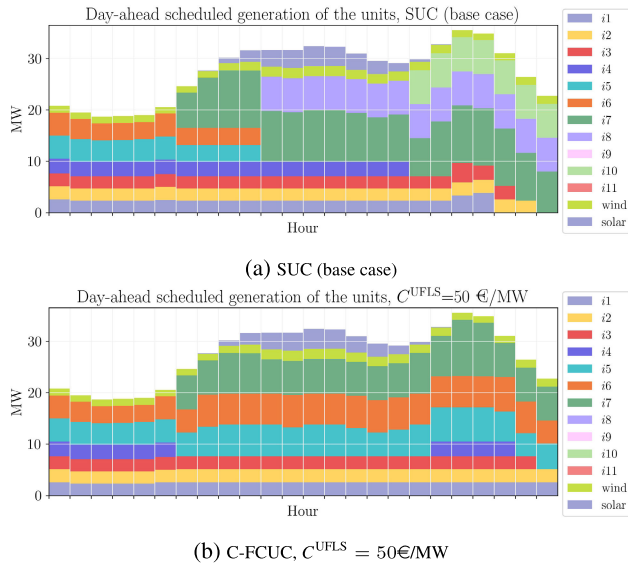 Day-ahead scheduled generation of the units, SUC (base case)
MW
30
20
10
0
Hour
i1
i2
i3
i4
i5
i6
i7
i8
i9
i10
i11
wind
solar
(a) SUC (base case)
Day-ahead scheduled generation of the units, C^UFLS=50 €/MW
MW
30
20
10
0
Hour
i1
i2
i3
i4
i5
i6
i7
i8
i9
i10
i11
wind
solar
(b) C-FCUC, C^UFLS = 50€/MW